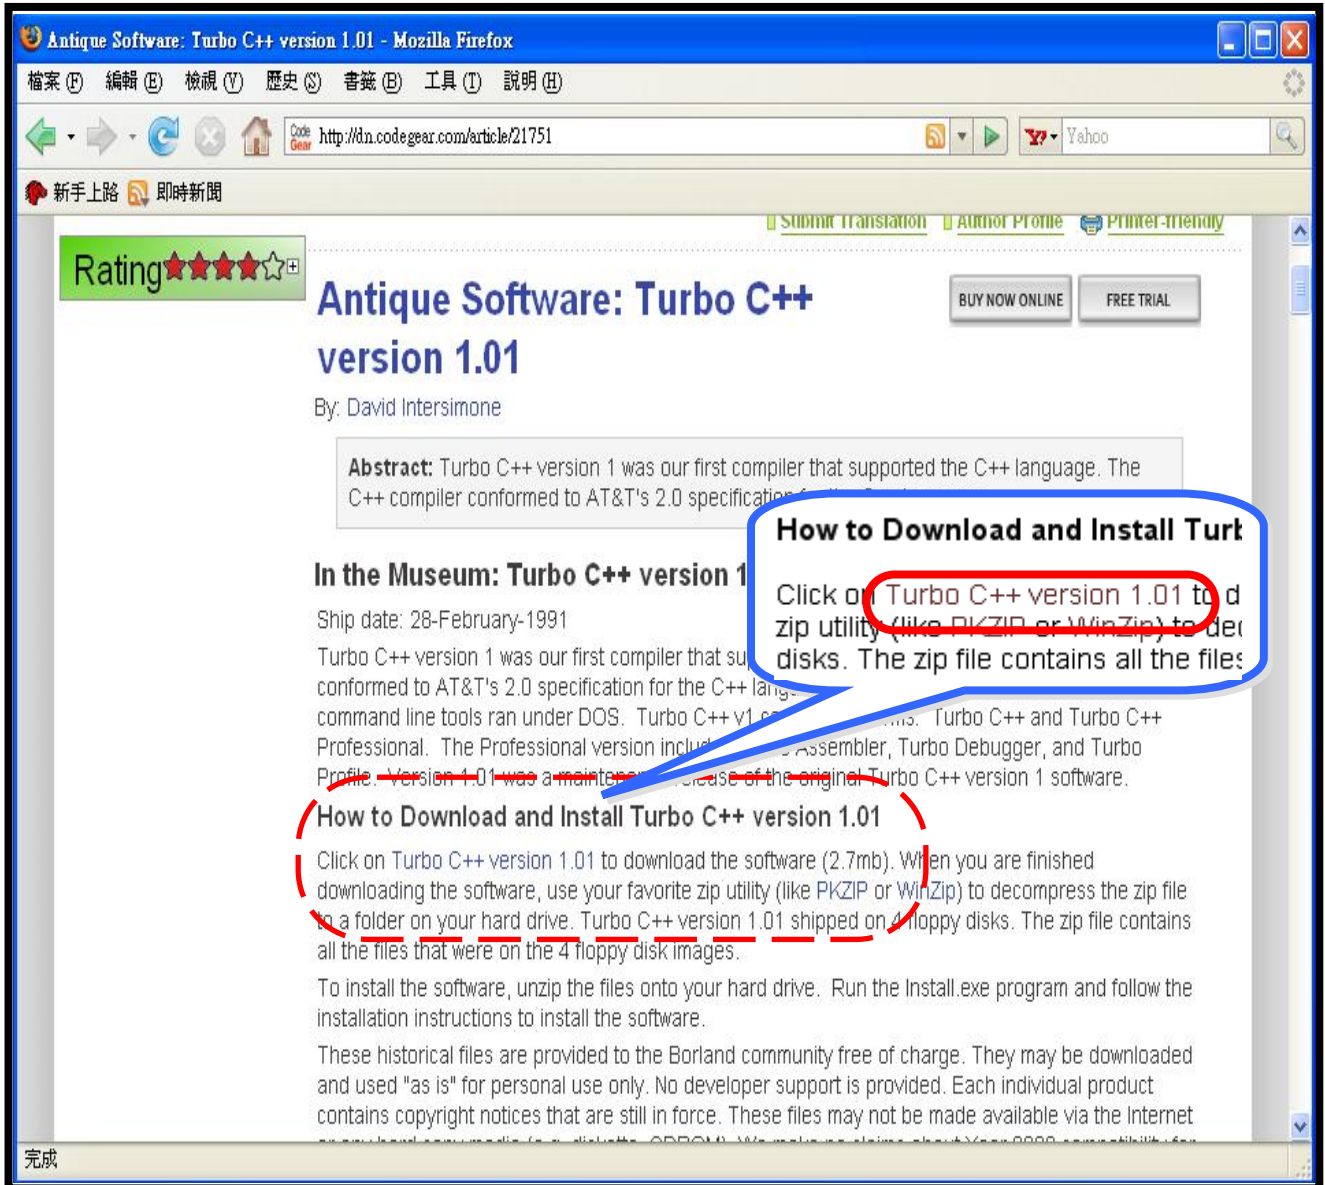 Antique Software: Turbo C++ version 1.01 - Mozilla Firefox
檔案(F) 編輯(E) 檢視(V) 歷史(S) 書籤(B) 工具(T) 說明(H)
Code Gear http://dn.codegear.com/article/21751 Yahoo
新手上路 即時新聞
Submit Translation Author Profile Printer-friendly
Rating
Antique Software: Turbo C++
version 1.01
BUY NOW ONLINE FREE TRIAL
By: David Intersimone
Abstract: Turbo C++ version 1 was our first compiler that supported the C++ language. The
C++ compiler conformed to AT&T's 2.0 specification
How to Download and Install Turb
Click on Turbo C++ version 1.01 to d
zip utility (like PKZIP or WinZip) to dec
disks. The zip file contains all the files
In the Museum: Turbo C++ version 1
Ship date: 28-February-1991
Turbo C++ version 1 was our first compiler that su
conformed to AT&T's 2.0 specification for the C++ lang
command line tools ran under DOS. Turbo C++ v1 ms. Turbo C++ and Turbo C++
Professional. The Professional version includ Assembler, Turbo Debugger, and Turbo
Profile. Version 1.01 was a maintenance release of the original Turbo C++ version 1 software.
How to Download and Install Turbo C++ version 1.01
Click on Turbo C++ version 1.01 to download the software (2.7mb). When you are finished
downloading the software, use your favorite zip utility (like PKZIP or WinZip) to decompress the zip file
to a folder on your hard drive. Turbo C++ version 1.01 shipped on 4 floppy disks. The zip file contains
all the files that were on the 4 floppy disk images.
To install the software, unzip the files onto your hard drive. Run the Install.exe program and follow the
installation instructions to install the software.
These historical files are provided to the Borland community free of charge. They may be downloaded
and used "as is" for personal use only. No developer support is provided. Each individual product
contains copyright notices that are still in force. These files may not be made available via the Internet
完成